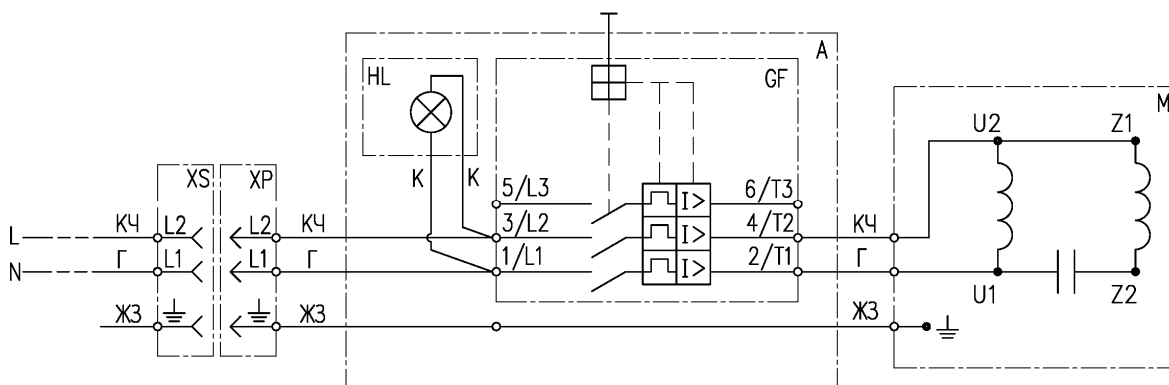 A
HL
GF
M
U2 Z1
XS XP
К К
5/L3 6/T3
L КЧ L2 L2 КЧ 3/L2 4/T2 КЧ
N Г L1 L1 Г 1/L1 2/T1 Г
I>
I>
I>
U1 Z2
ЖЗ ЖЗ ЖЗ